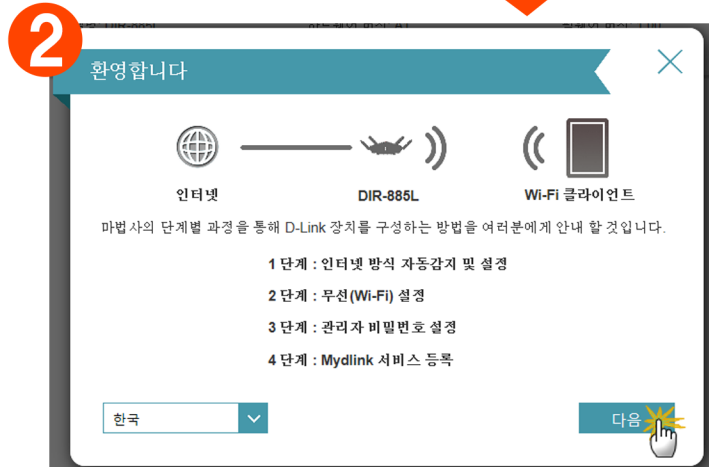 2
DIR-885L
환영합니다
인터넷
DIR-885L
Wi-Fi 클라이언트
마법사의 단계별 과정을 통해 D-Link 장치를 구성하는 방법을 여러분에게 안내 할 것입니다.
1 단계 : 인터넷 방식 자동감지 및 설정
2 단계 : 무선(Wi-Fi) 설정
3 단계 : 관리자 비밀번호 설정
4 단계 : Mydlink 서비스 등록
한국
다음